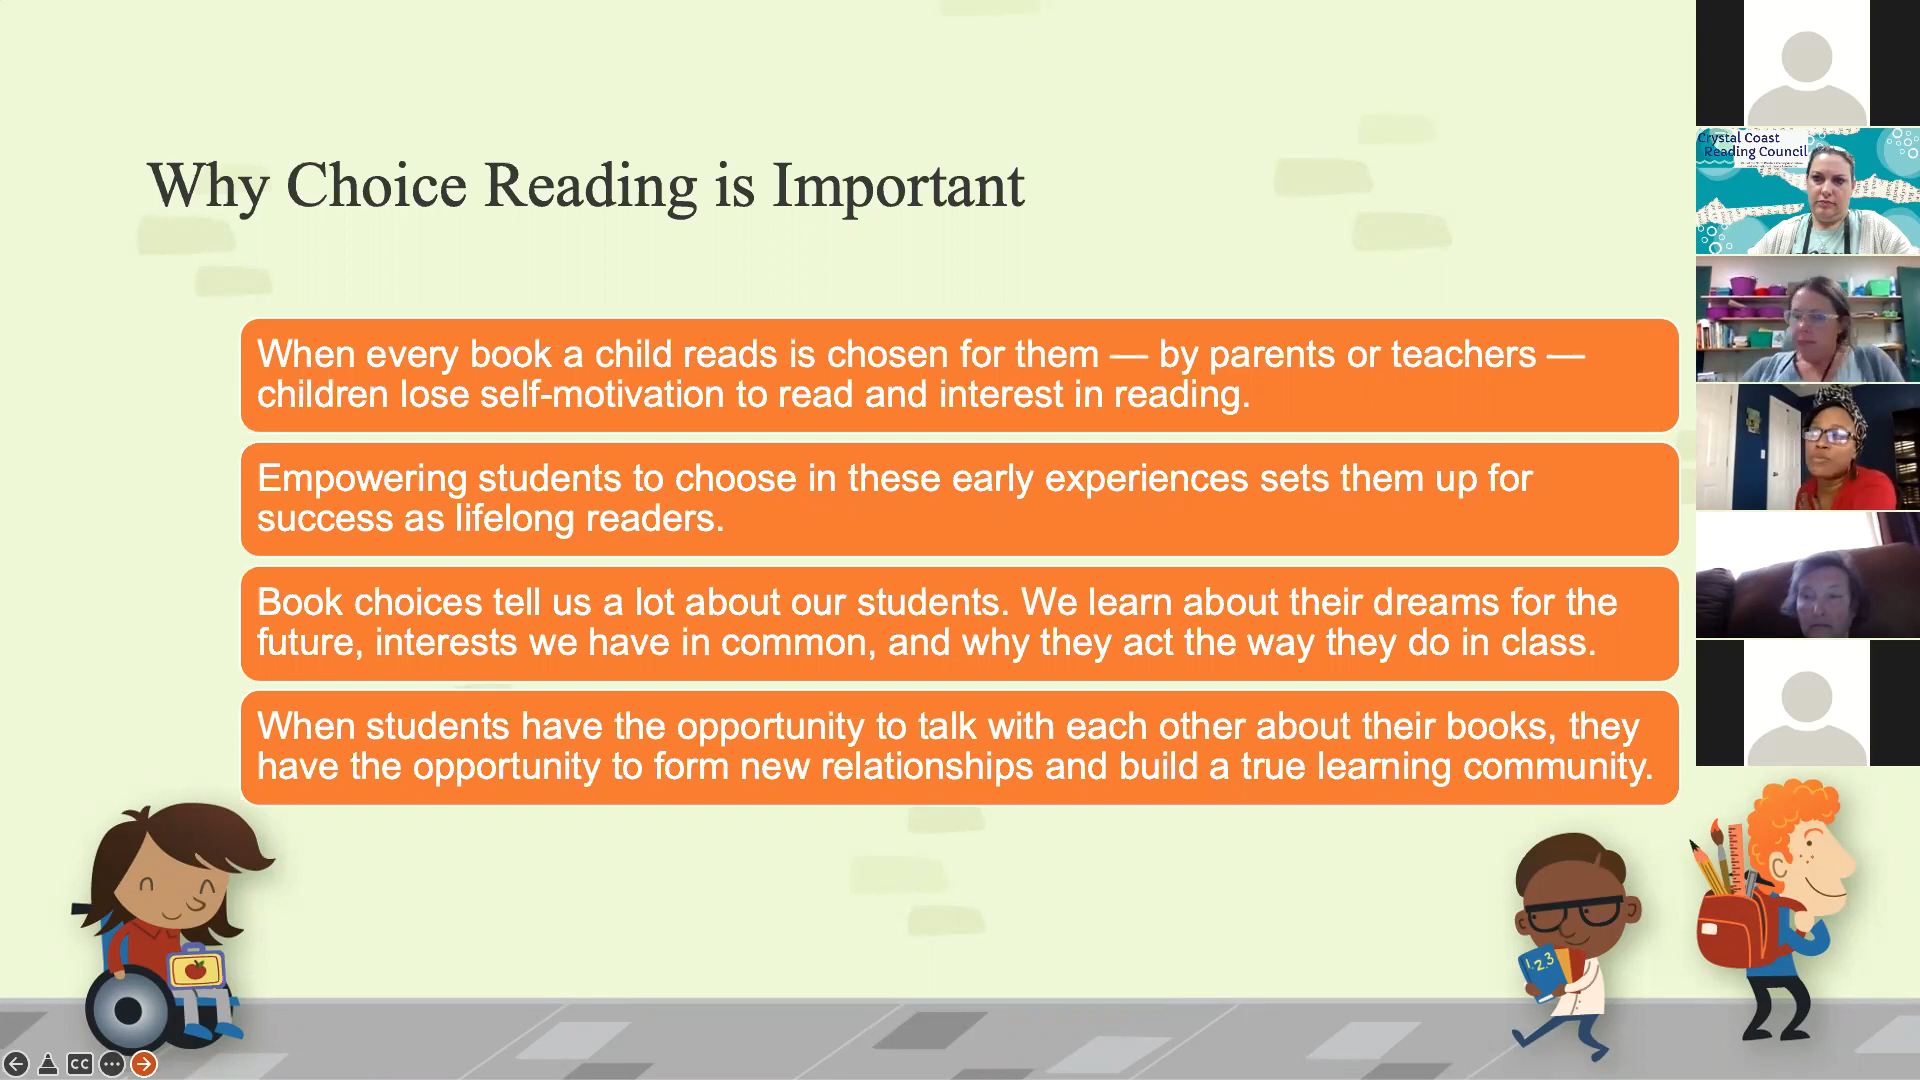 Why Choice Reading is Important
When every book a child reads is chosen for them — by parents or teachers —
children lose self-motivation to read and interest in reading.
Empowering students to choose in these early experiences sets them up for
success as lifelong readers.
Book choices tell us a lot about our students. We learn about their dreams for the
future, interests we have in common, and why they act the way they do in class.
When students have the opportunity to talk with each other about their books, they
have the opportunity to form new relationships and build a true learning community.
Crystal Coast
Reading Council
1.2.3
CC